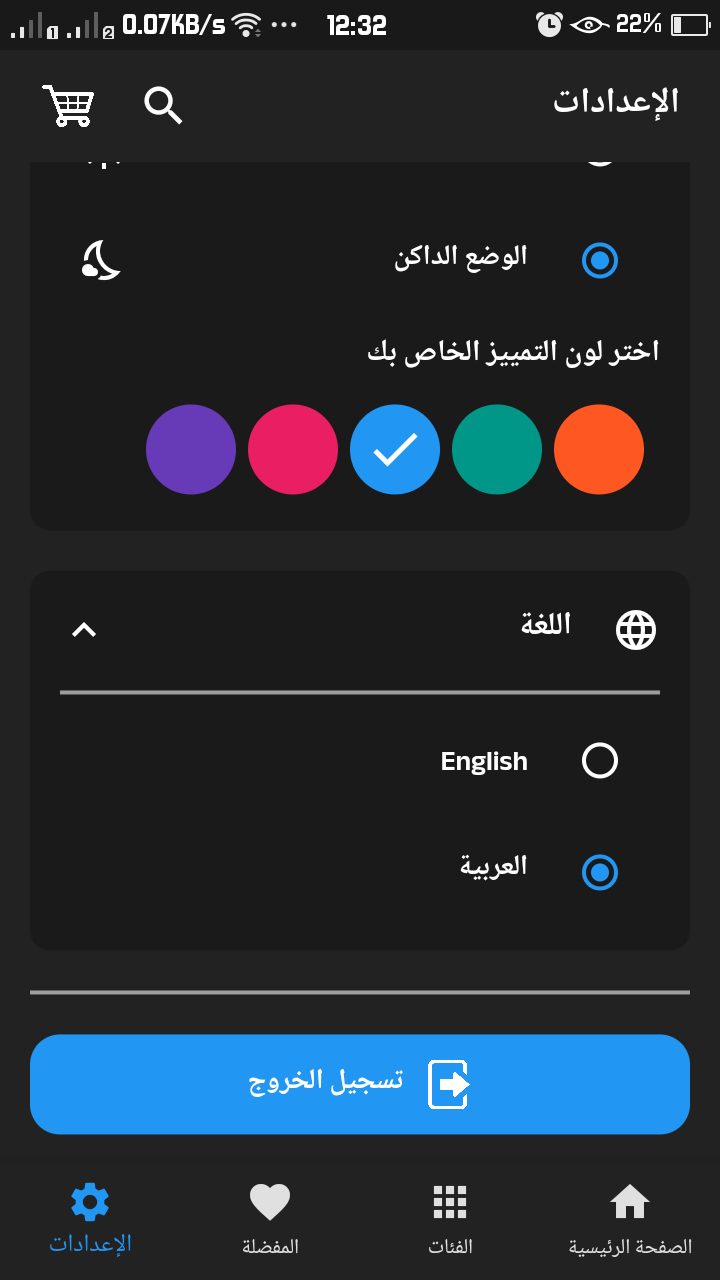 0.07KB/s ... 12:32 22%
الإعدادات
الوضع الداكن
اختر لون التمييز الخاص بك
اللغة
English
العربية
تسجيل الخروج
الصفحة الرئيسية
الفئات
المفضلة
الإعدادات